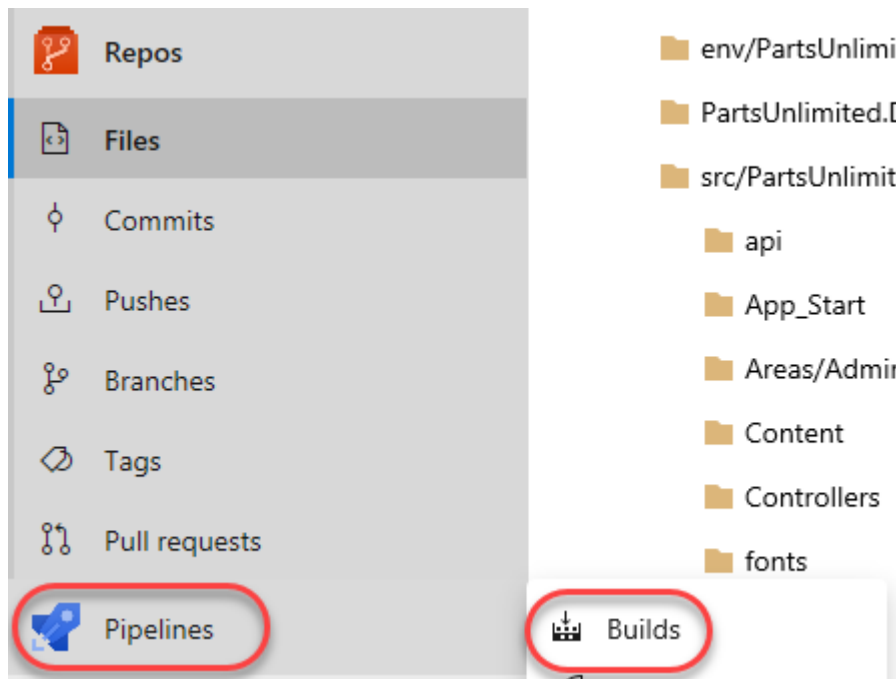 Repos
Files
Commits
Pushes
Branches
Tags
Pull requests
Pipelines
env/PartsUnlimi
PartsUnlimited.
src/PartsUnlimit
api
App_Start
Areas/Admin
Content
Controllers
fonts
Builds